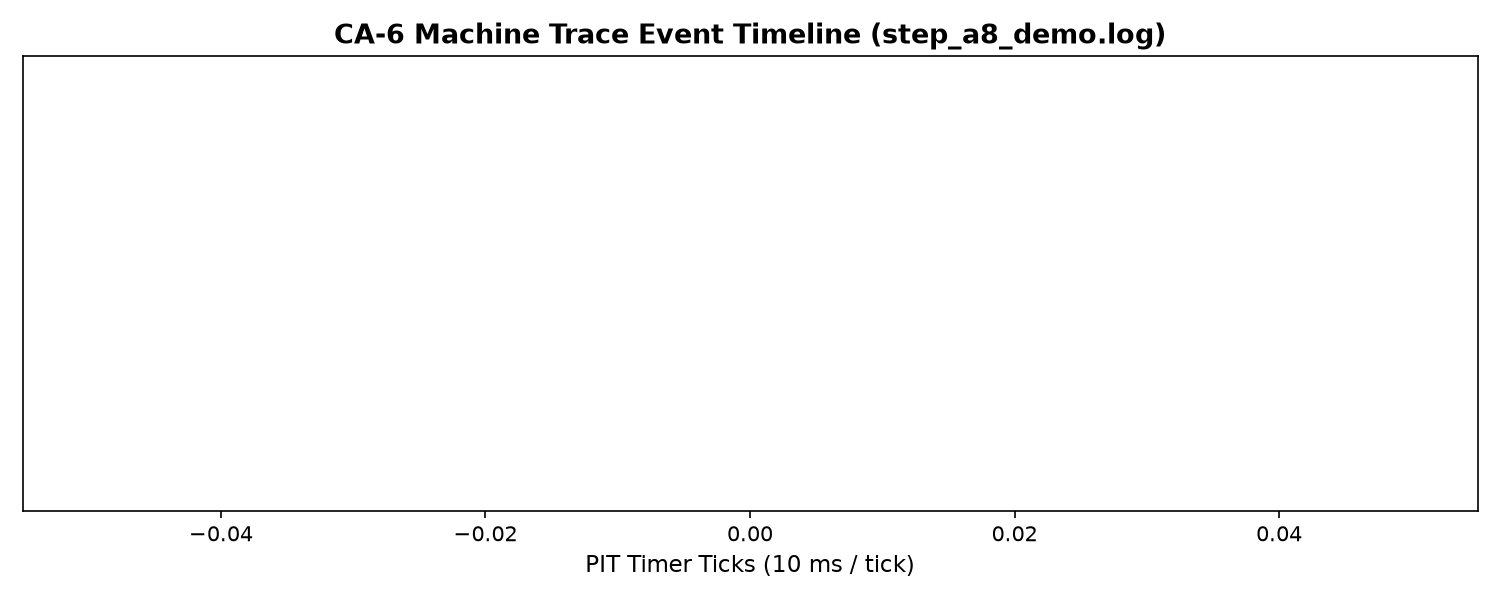 CA-6 Machine Trace Event Timeline (step_a8_demo.log)
−0.04 −0.02 0.00 0.02 0.04
PIT Timer Ticks (10 ms / tick)